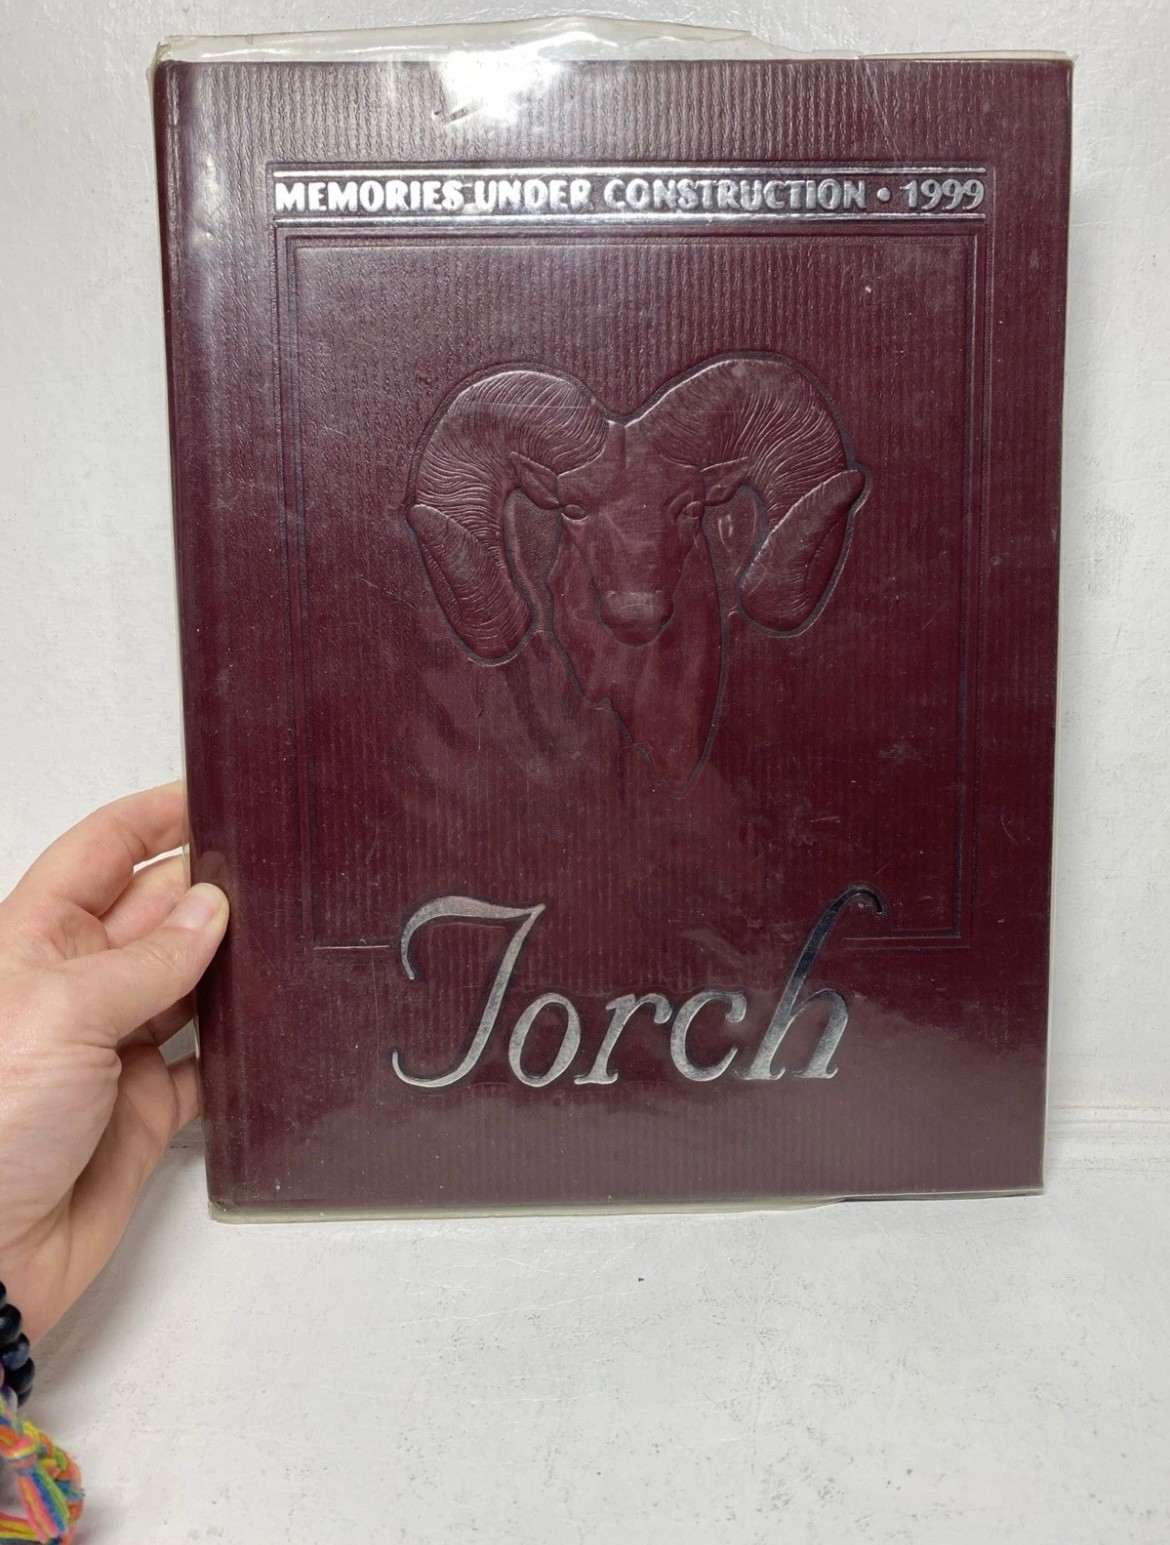 MEMORIES UNDER CONSTRUCTION • 1999
Torch